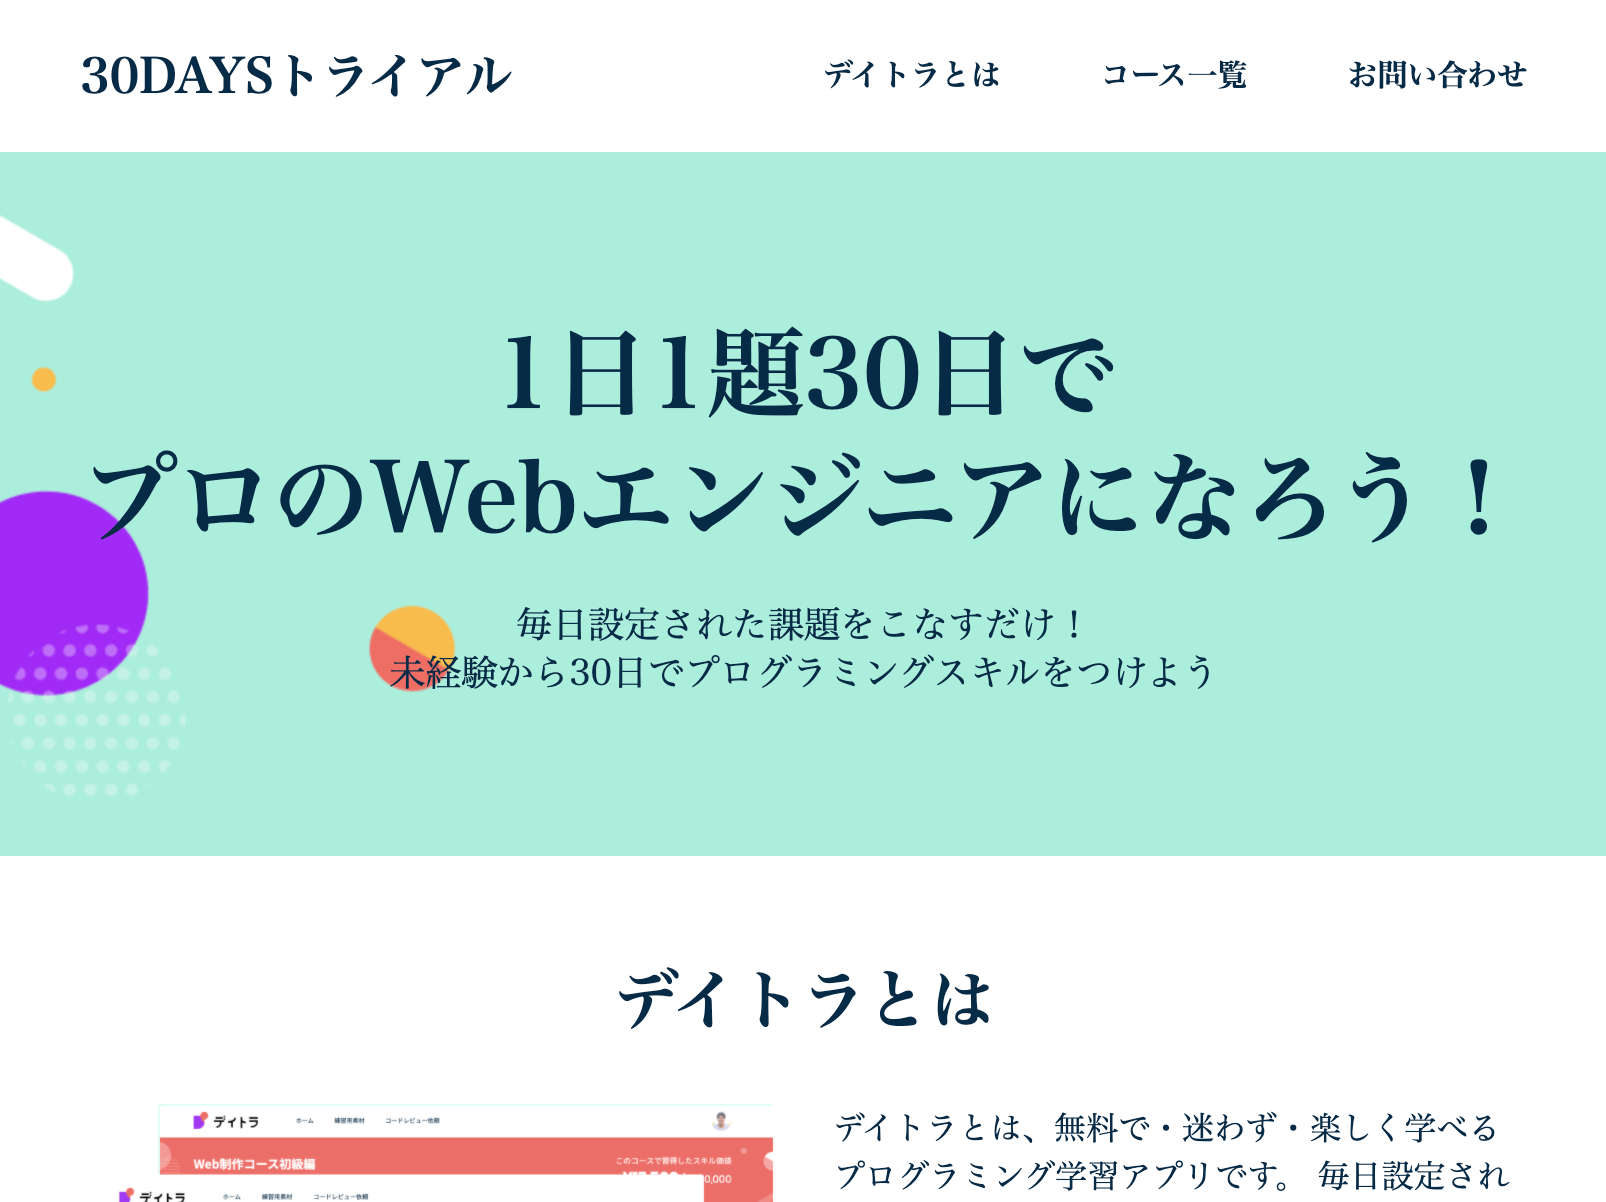 30DAYSトライアル
デイトラとは
コース一覧
お問い合わせ
1日1題30日で
プロのWebエンジニアになろう！
毎日設定された課題をこなすだけ！
未経験から30日でプログラミングスキルをつけよう
デイトラとは
デイトラ
ホーム
練習用素材
コードレビュー依頼
Web制作コース初級編
このコースで習得したスキル価値
デイトラ
ホーム
練習用素材
コードレビュー依頼
デイトラとは、無料で・迷わず・楽しく学べる
プログラミング学習アプリです。 毎日設定され